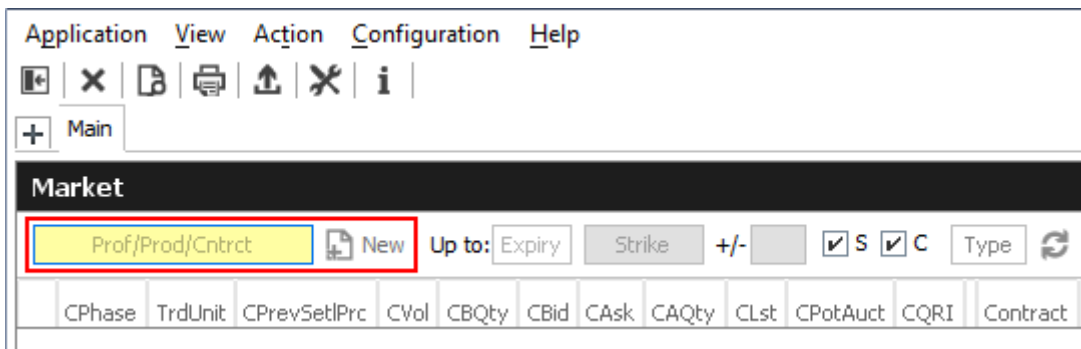 Application View Action Configuration Help
i
+ Main
Market
Prof/Prod/Cntrct New Up to: Expiry Strike +/- S C Type
CPhase TrdUnit CPrevSetlPrc CVol CBQty CBid CAsk CAQty CLst CPotAuct CQRI Contract